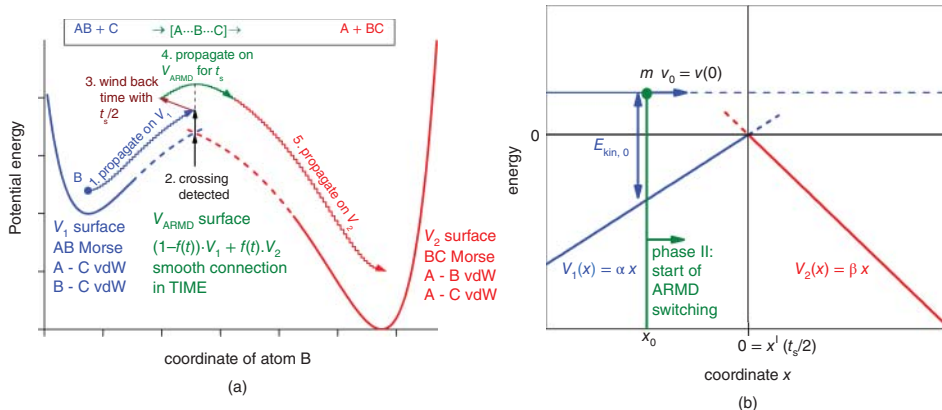 AB + C → [A···B···C]→ A + BC
4. propagate on
V_ARMD for t_s
3. wind back
time with
t_s/2
B
1. propagate on V_1
2. crossing
detected
5. propagate on V_2
V_1 surface
AB Morse
A - C vdW
B - C vdW
V_ARMD surface
(1–f(t))·V_1 + f(t).V_2
smooth connection
in TIME
V_2 surface
BC Morse
A - B vdW
A - C vdW
Potential energy
coordinate of atom B
(a)
m v_0 = v(0)
0
E_kin, 0
energy
V_1(x) = α x
phase II:
start of
ARMD
switching
V_2(x) = β x
x_0
0 = x^I (t_s/2)
coordinate x
(b)